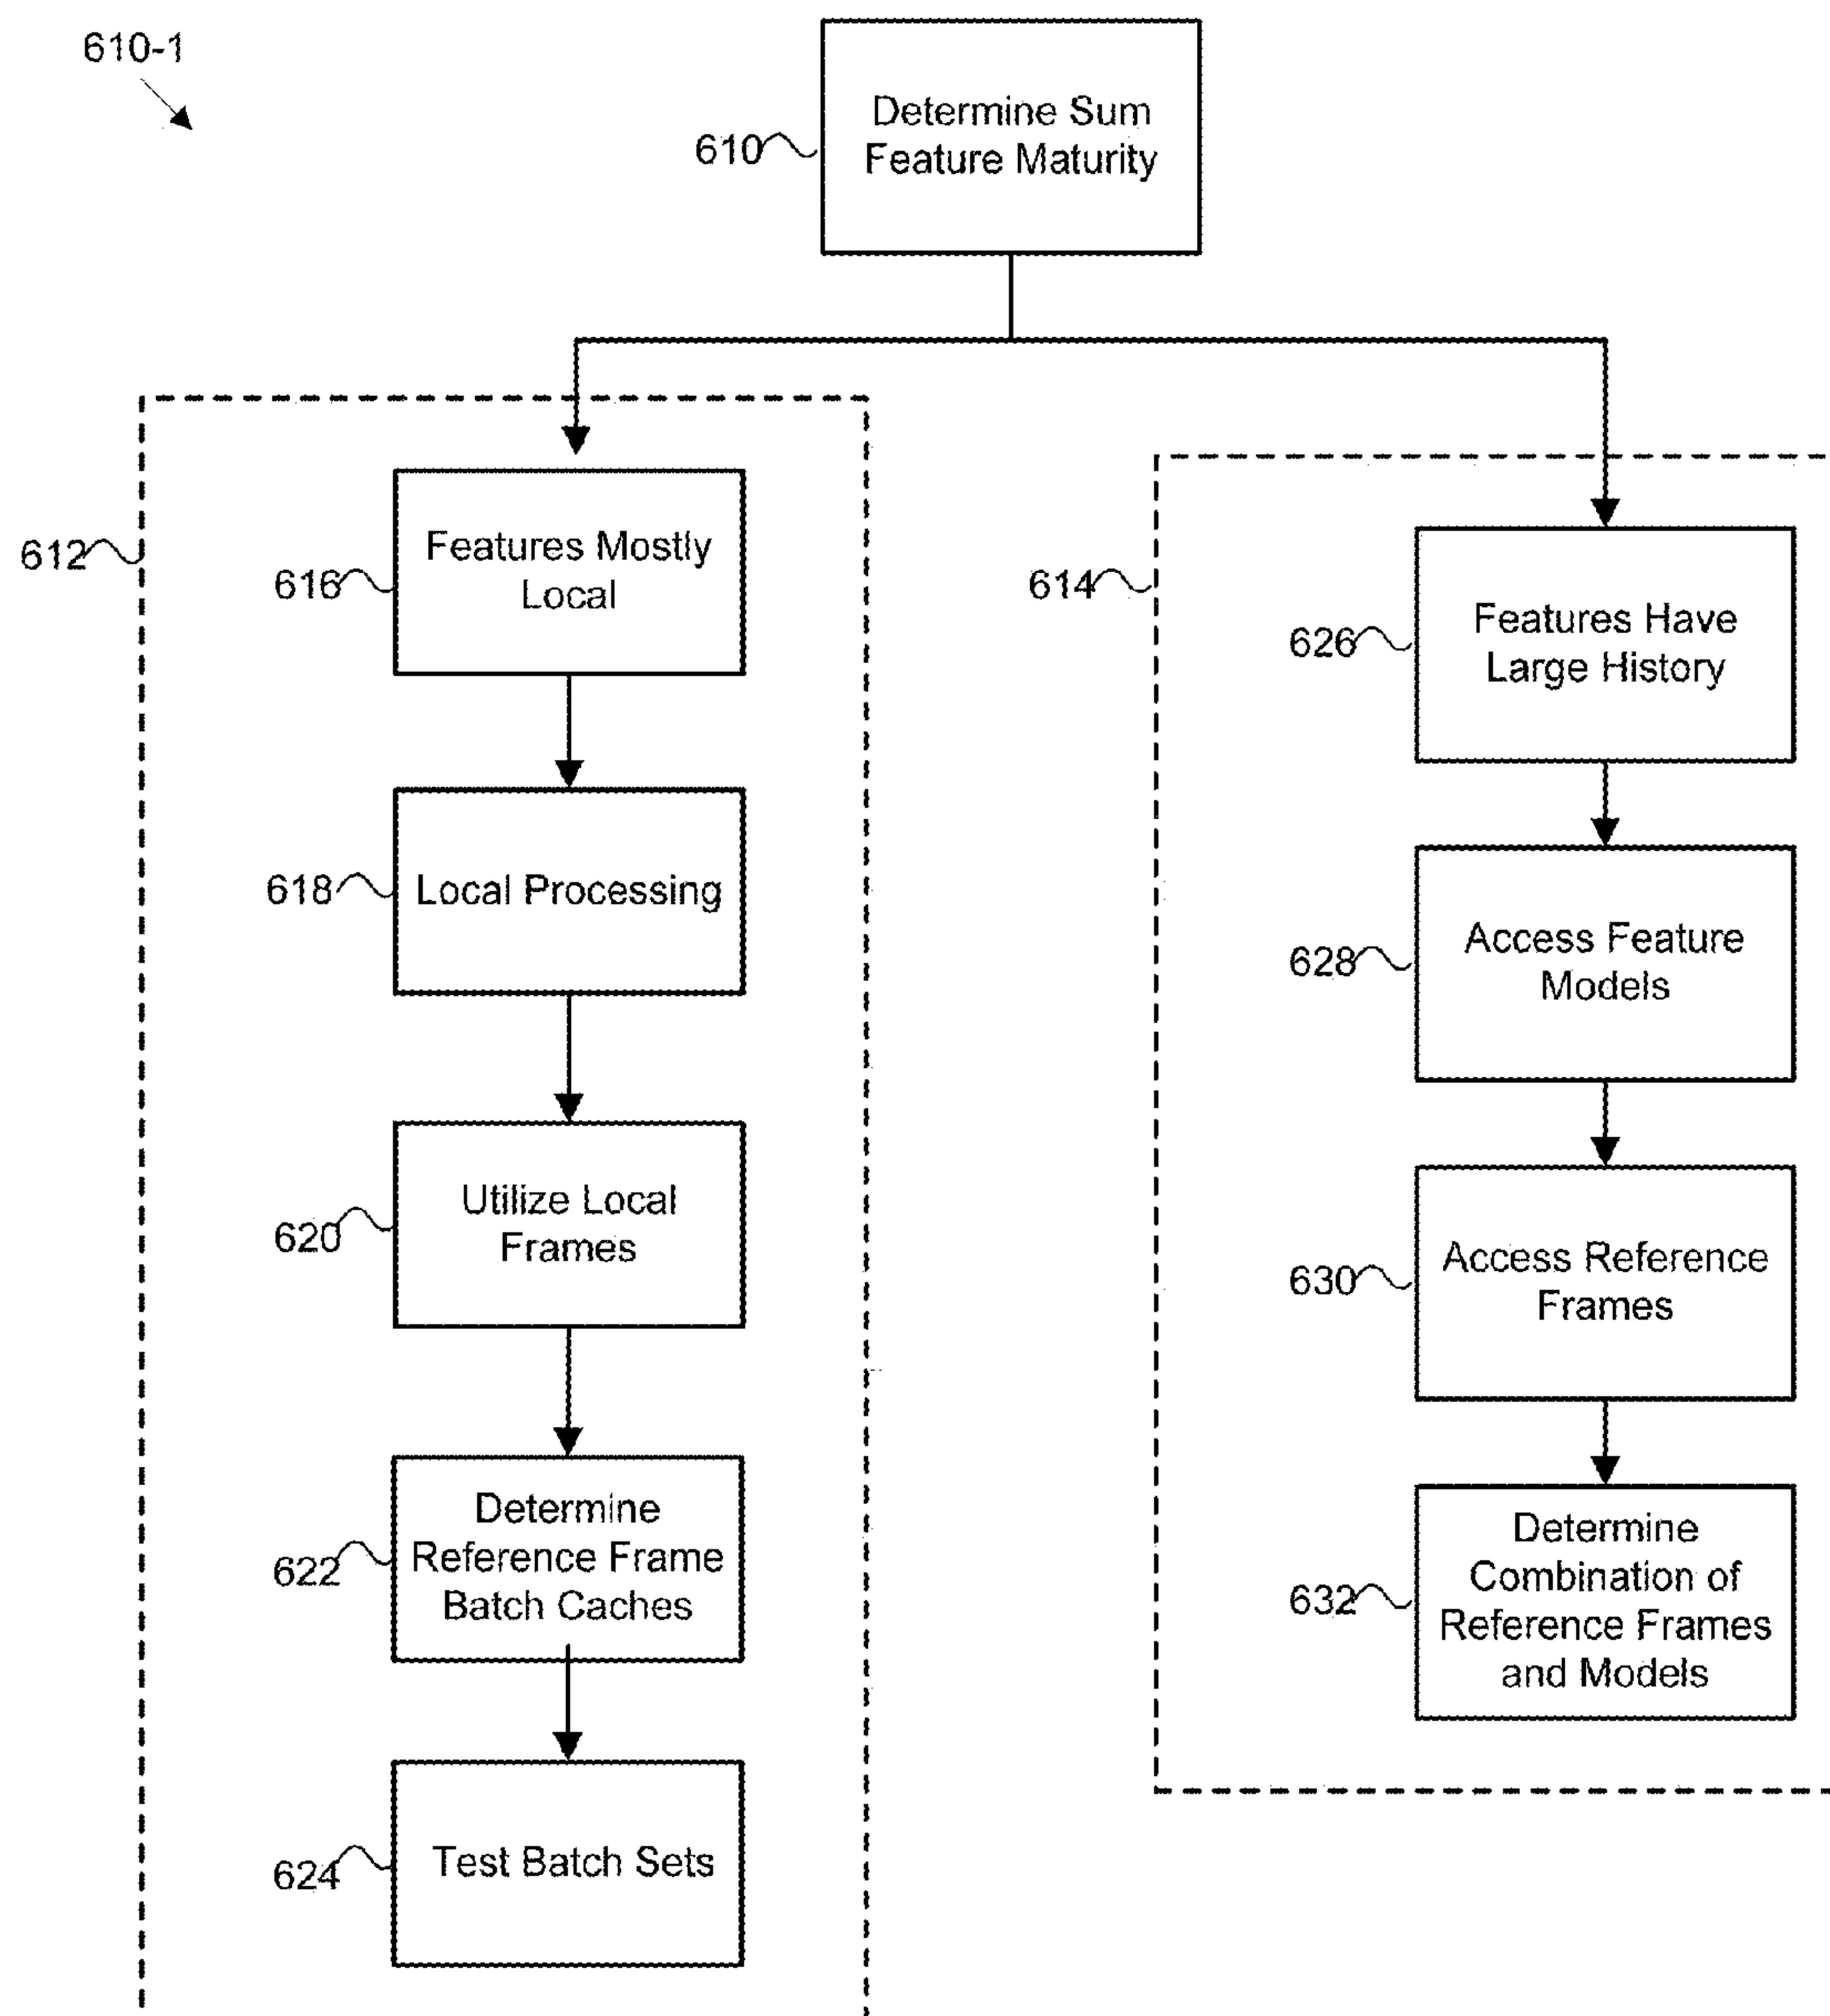 610-1
610
Determine Sum
Feature Maturity
612
616
Features Mostly
Local
618
Local Processing
620
Utilize Local
Frames
622
Determine
Reference Frame
Batch Caches
624
Test Batch Sets
614
626
Features Have
Large History
628
Access Feature
Models
630
Access Reference
Frames
632
Determine
Combination of
Reference Frames
and Models